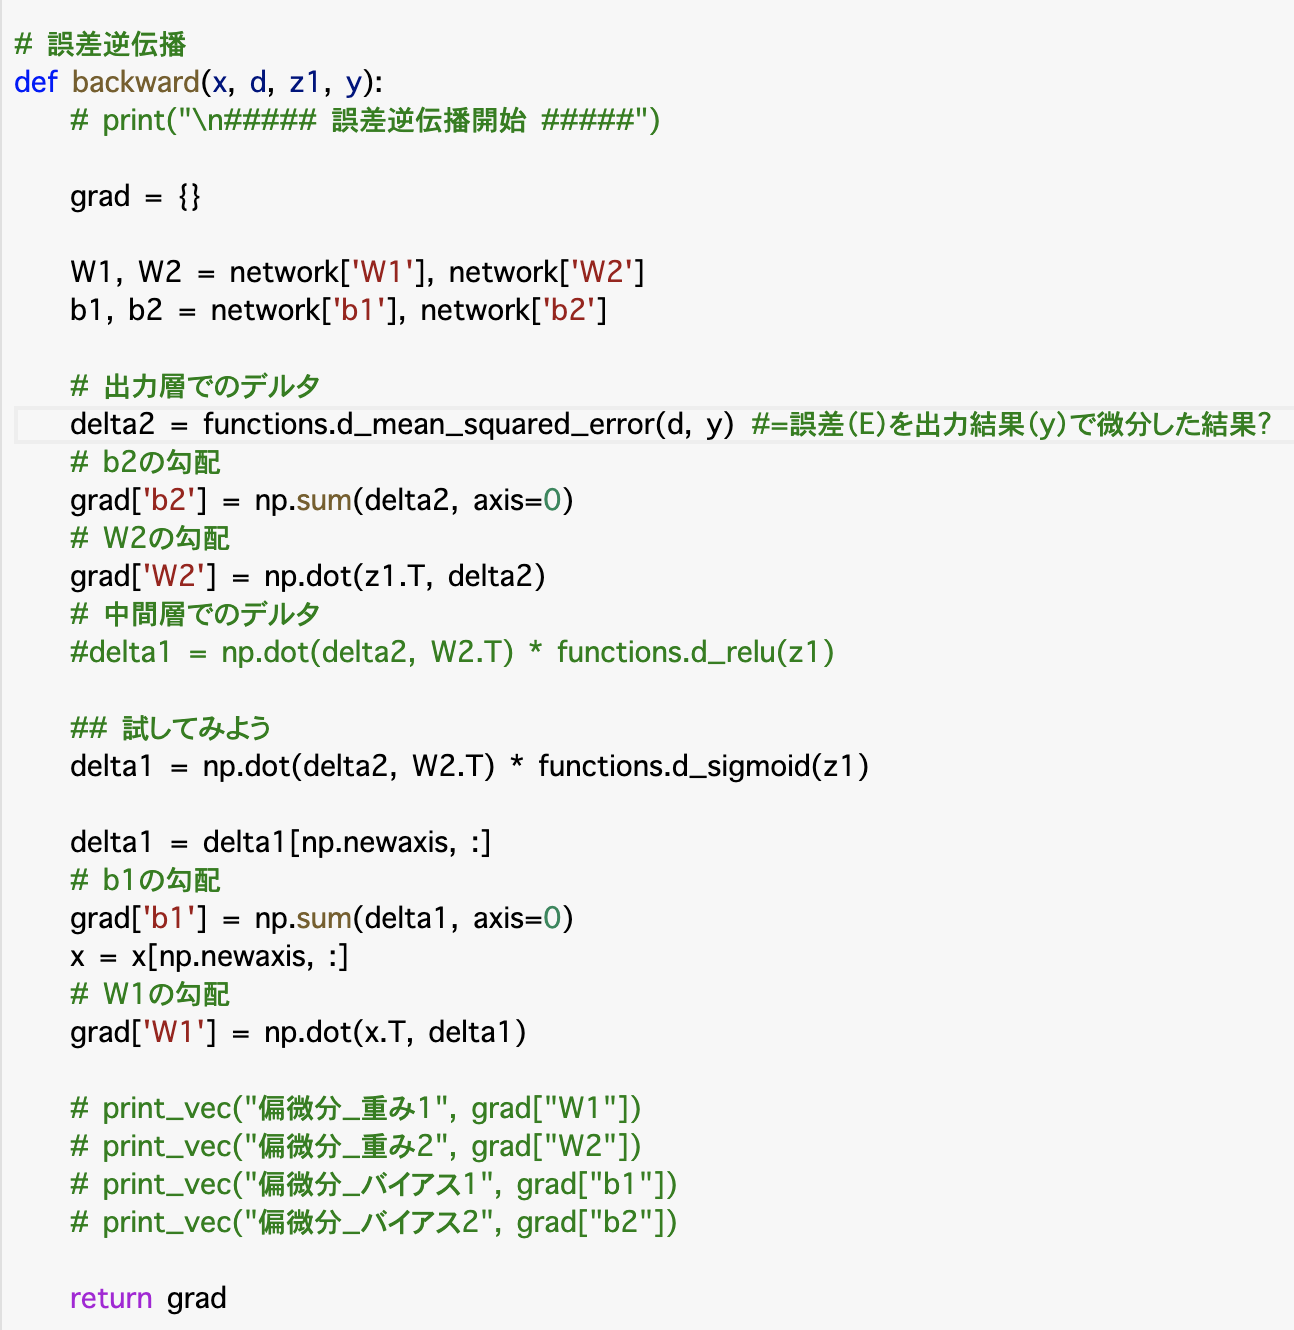 # 誤差逆伝播
def backward(x, d, z1, y):
    # print("\n##### 誤差逆伝播開始 #####")

    grad = {}

    W1, W2 = network['W1'], network['W2']
    b1, b2 = network['b1'], network['b2']

    # 出力層でのデルタ
    delta2 = functions.d_mean_squared_error(d, y) #=誤差(E)を出力結果(y)で微分した結果?
    # b2の勾配
    grad['b2'] = np.sum(delta2, axis=0)
    # W2の勾配
    grad['W2'] = np.dot(z1.T, delta2)
    # 中間層でのデルタ
    #delta1 = np.dot(delta2, W2.T) * functions.d_relu(z1)

    ## 試してみよう
    delta1 = np.dot(delta2, W2.T) * functions.d_sigmoid(z1)

    delta1 = delta1[np.newaxis, :]
    # b1の勾配
    grad['b1'] = np.sum(delta1, axis=0)
    x = x[np.newaxis, :]
    # W1の勾配
    grad['W1'] = np.dot(x.T, delta1)

    # print_vec("偏微分_重み1", grad["W1"])
    # print_vec("偏微分_重み2", grad["W2"])
    # print_vec("偏微分_バイアス1", grad["b1"])
    # print_vec("偏微分_バイアス2", grad["b2"])

    return grad